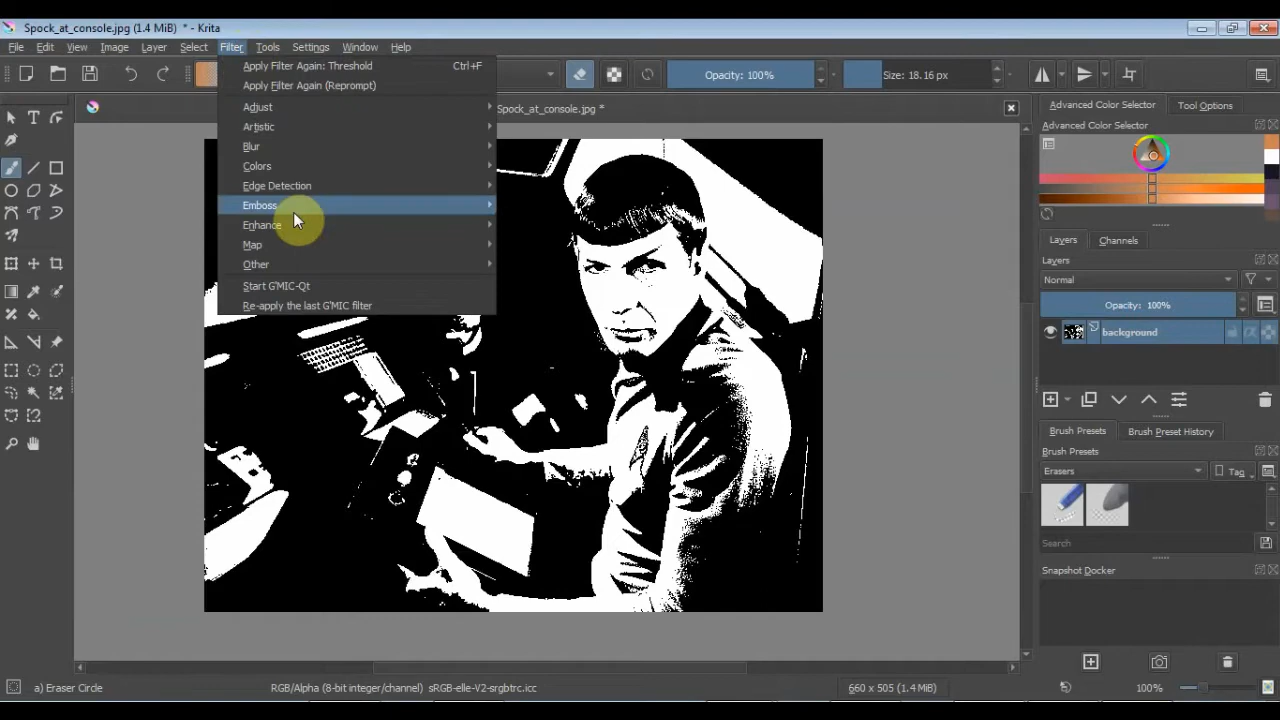 Spock_at_console.jpg (1.4 MiB) * - Krita
File Edit View Image Layer Select Filter Tools Settings Window Help
Apply Filter Again: Threshold Ctrl+F
Apply Filter Again (Reprompt)
Adjust
Artistic
Blur
Colors
Edge Detection
Emboss
Enhance
Map
Other
Start G'MIC-Qt
Re-apply the last G'MIC filter
Opacity: 100%
Size: 18.16 px
Spock_at_console.jpg *
Advanced Color Selector Tool Options
Advanced Color Selector
Layers Channels
Layers
Normal
Opacity: 100%
background
Brush Presets Brush Preset History
Brush Presets
Erasers Tag
Search
Snapshot Docker
a) Eraser Circle RGB/Alpha (8-bit integer/channel) sRGB-elle-V2-srgbtrc.icc 660 x 505 (1.4 MiB) 100%